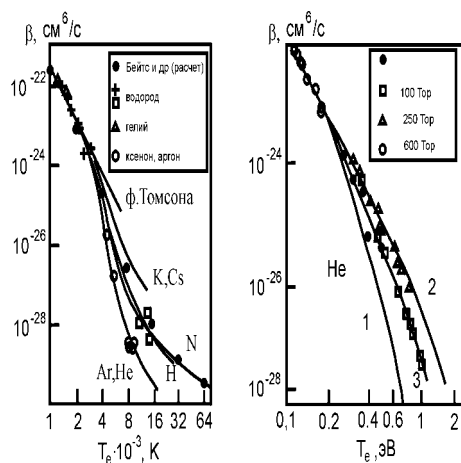 β, см⁶/с
10⁻²²
10⁻²⁴
10⁻²⁶
10⁻²⁸
Бейтс и др (расчет)
водород
гелий
ксенон, аргон
ф.Томсона
K,Cs
N
H
Ar,He
1 2 4 8 16 32 64
Tₑ·10⁻³, К
β, см⁶/с
10⁻²⁴
10⁻²⁶
10⁻²⁸
100 Тор
250 Тор
600 Тор
He
1
2
3
0,1 0.2 0.4 0.6 1 2
Tₑ ,эВ